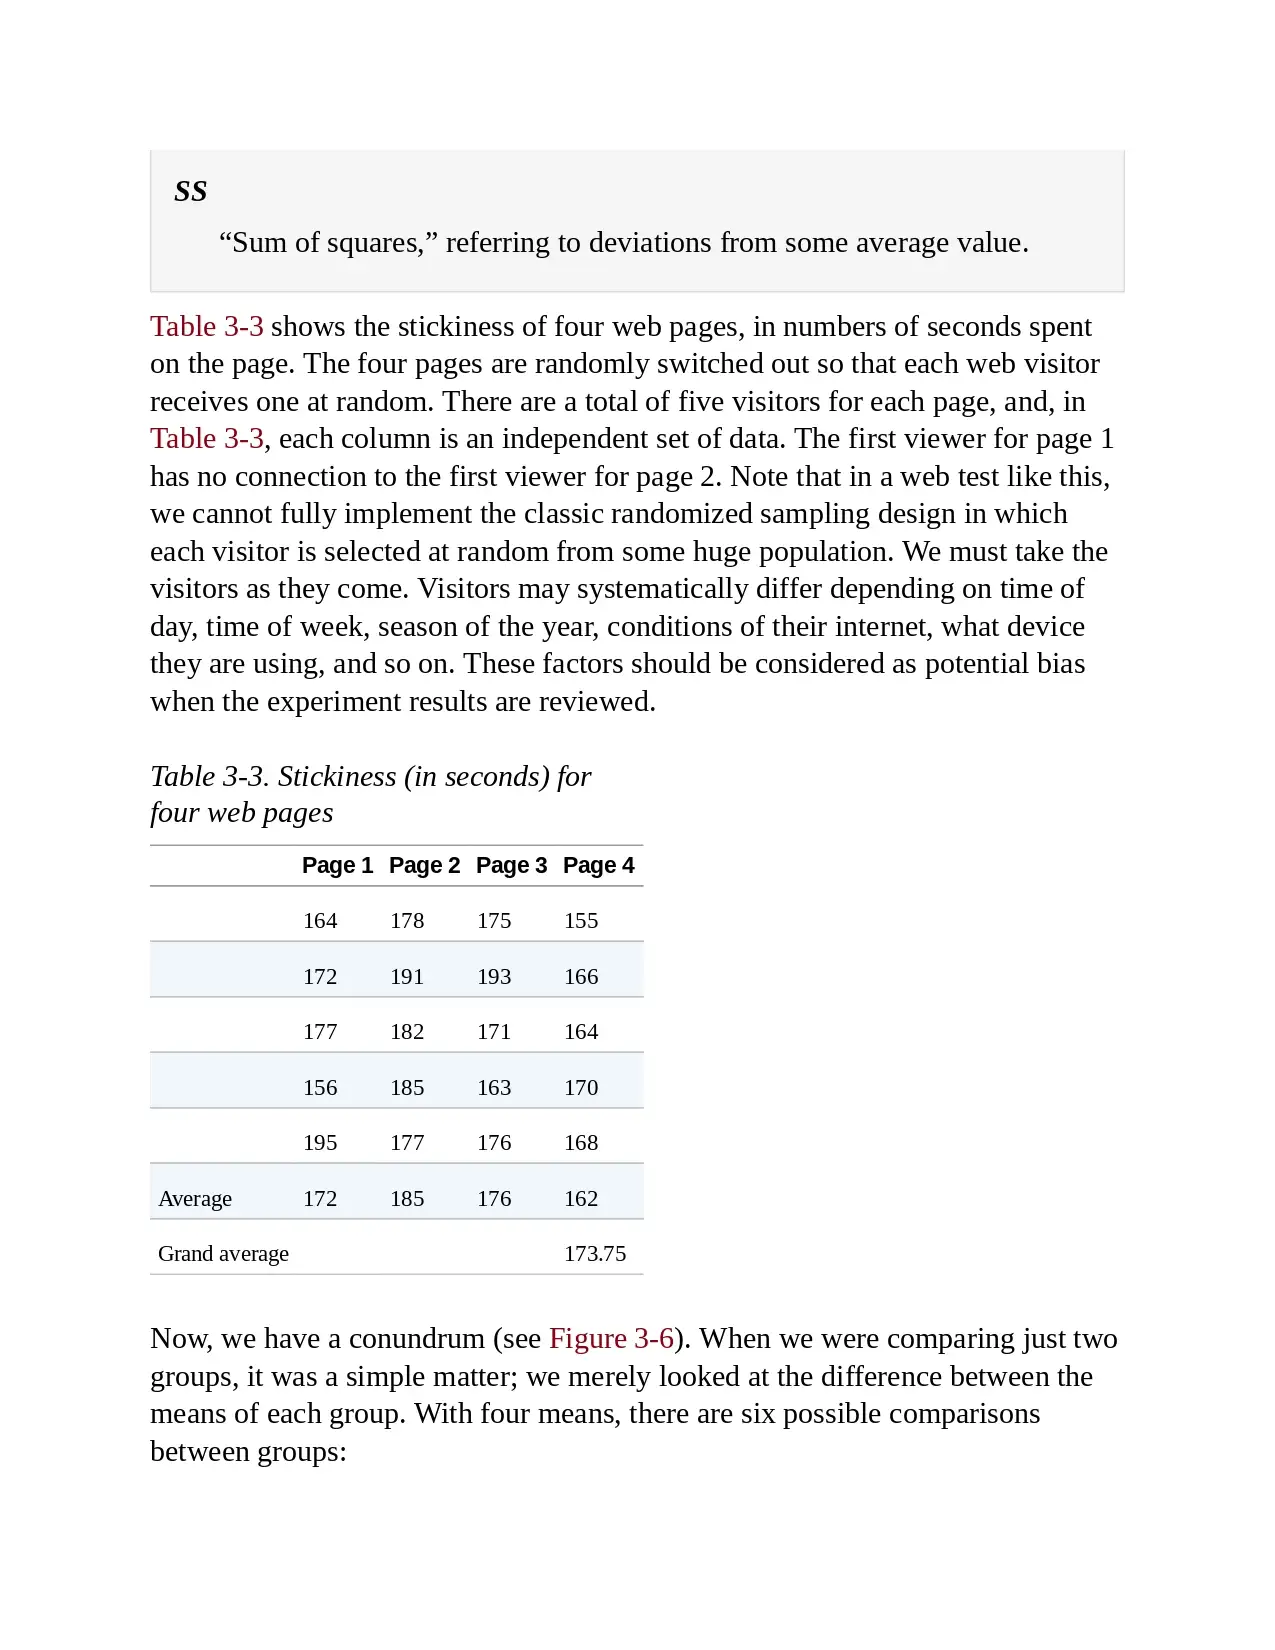 SS
“Sum of squares,” referring to deviations from some average value.
Table 3-3 shows the stickiness of four web pages, in numbers of seconds spent
on the page. The four pages are randomly switched out so that each web visitor
receives one at random. There are a total of five visitors for each page, and, in
Table 3-3, each column is an independent set of data. The first viewer for page 1
has no connection to the first viewer for page 2. Note that in a web test like this,
we cannot fully implement the classic randomized sampling design in which
each visitor is selected at random from some huge population. We must take the
visitors as they come. Visitors may systematically differ depending on time of
day, time of week, season of the year, conditions of their internet, what device
they are using, and so on. These factors should be considered as potential bias
when the experiment results are reviewed.
Table 3-3. Stickiness (in seconds) for
four web pages
Page 1 Page 2 Page 3 Page 4
164 178 175 155
172 191 193 166
177 182 171 164
156 185 163 170
195 177 176 168
Average 172 185 176 162
Grand average 173.75
Now, we have a conundrum (see Figure 3-6). When we were comparing just two
groups, it was a simple matter; we merely looked at the difference between the
means of each group. With four means, there are six possible comparisons
between groups: